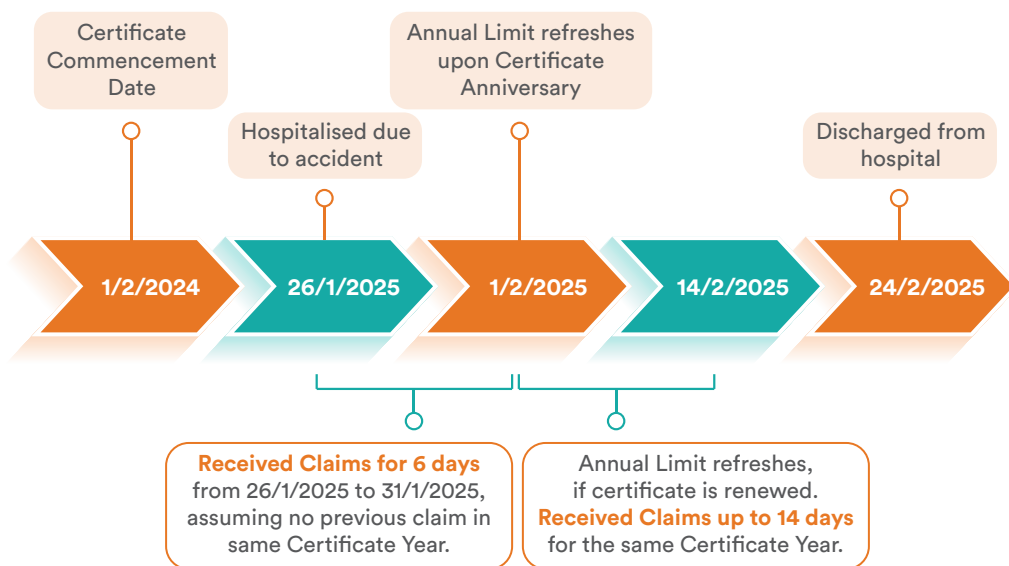 Certificate
Commencement
Date
Annual Limit refreshes
upon Certificate
Anniversary
Hospitalised due
to accident
Discharged from
hospital
1/2/2024
26/1/2025
1/2/2025
14/2/2025
24/2/2025
Received Claims for 6 days
from 26/1/2025 to 31/1/2025,
assuming no previous claim in
same Certificate Year.
Annual Limit refreshes,
if certificate is renewed.
Received Claims up to 14 days
for the same Certificate Year.